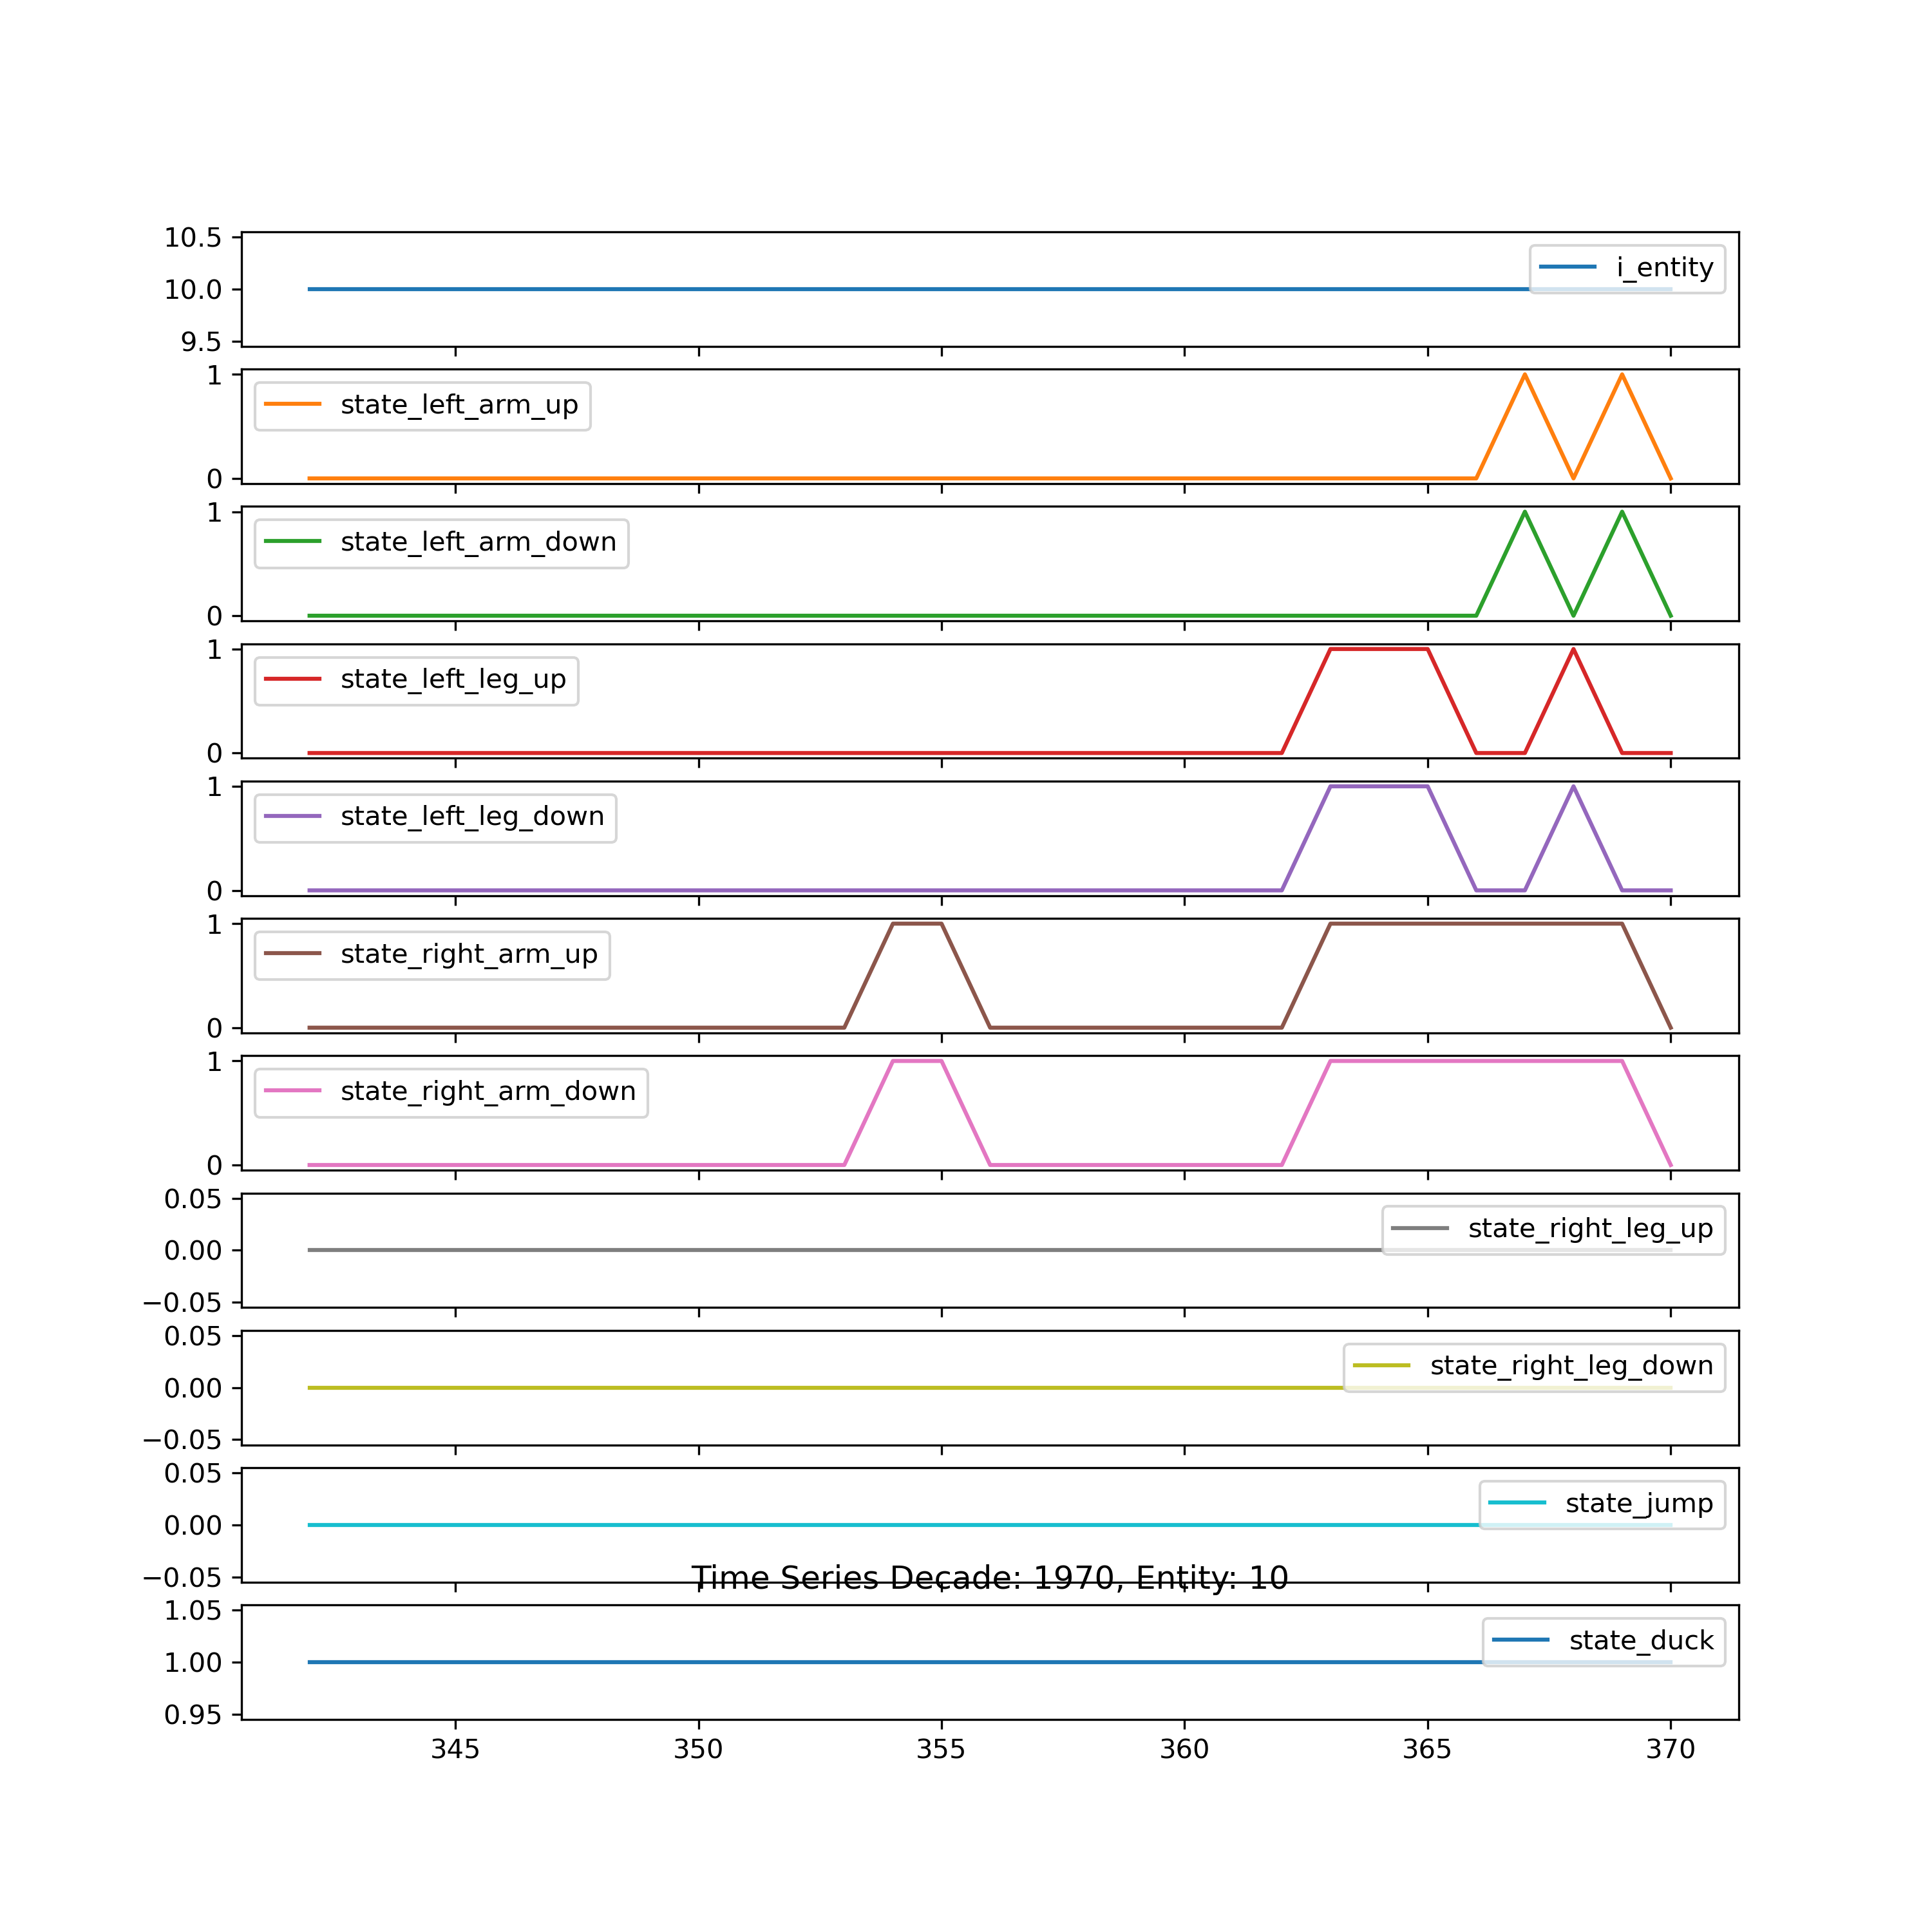 10.5
10.0
9.5
i_entity
1
0
state_left_arm_up
1
0
state_left_arm_down
1
0
state_left_leg_up
1
0
state_left_leg_down
1
0
state_right_arm_up
1
0
state_right_arm_down
0.05
0.00
−0.05
state_right_leg_up
0.05
0.00
−0.05
state_right_leg_down
0.05
0.00
−0.05
state_jump
Time Series Decade: 1970, Entity: 10
1.05
1.00
0.95
state_duck
345 350 355 360 365 370